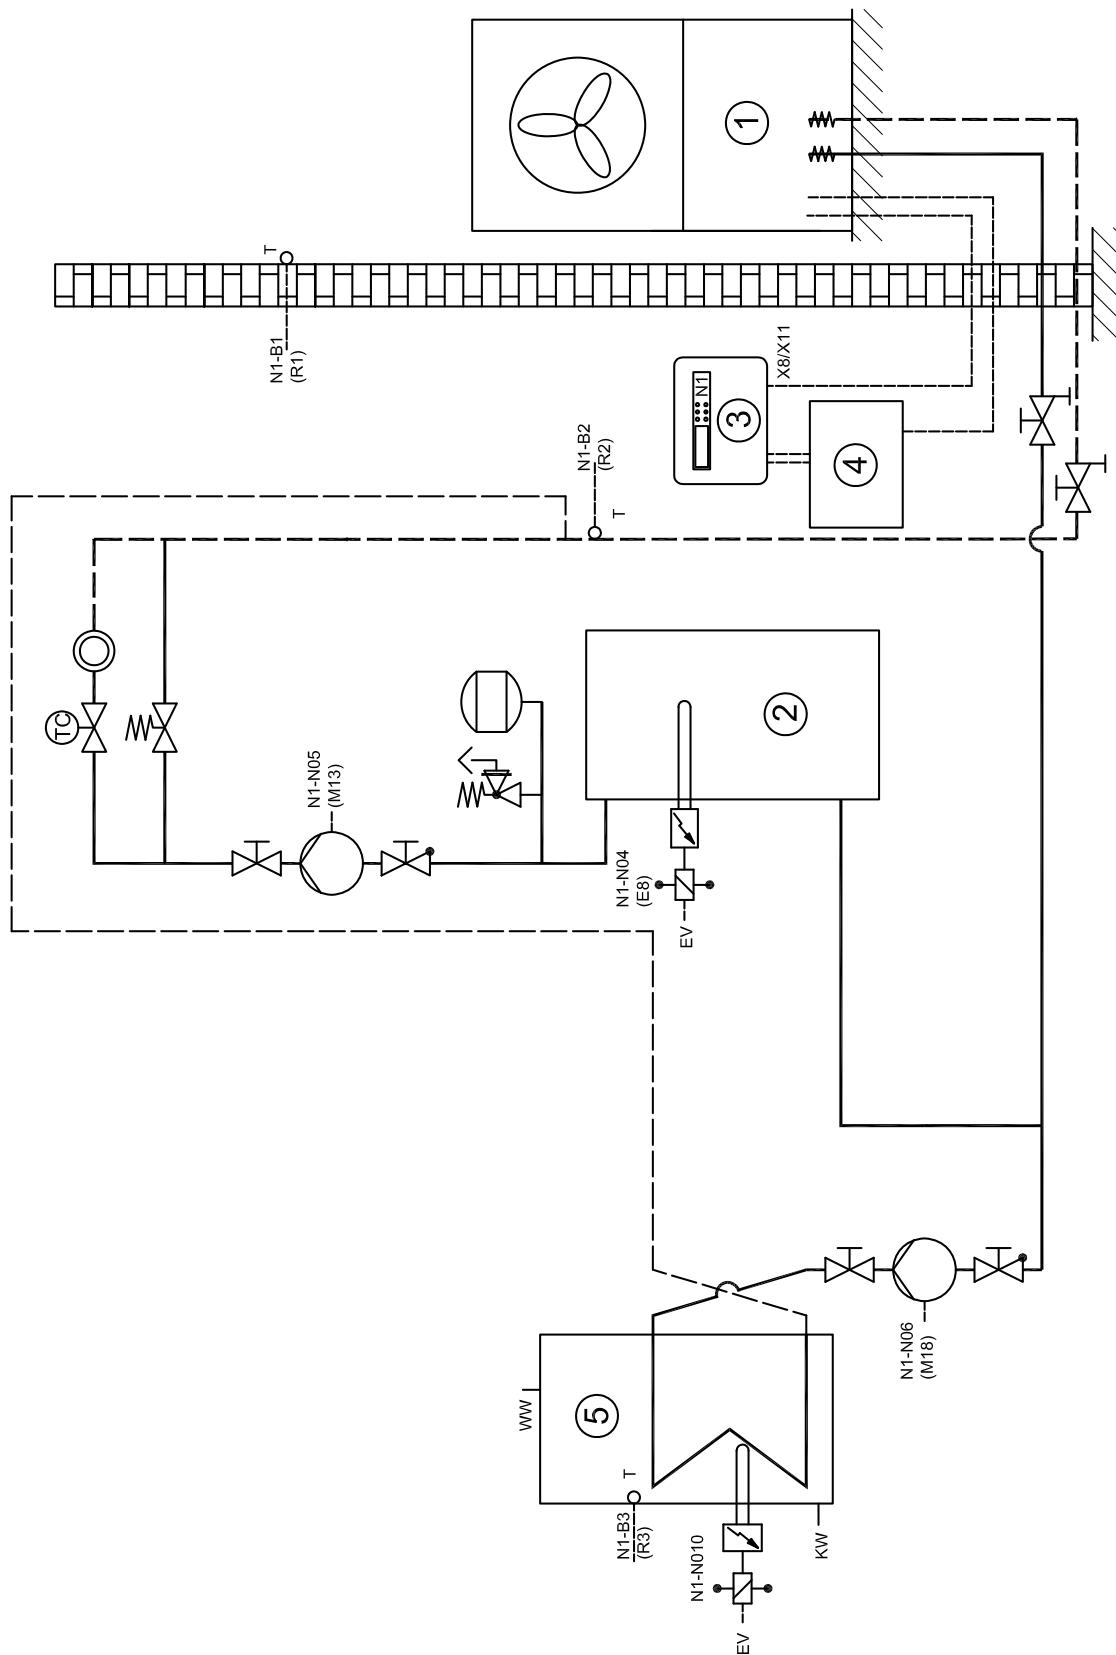 1
T
N1-B1
(R1)
X8/X11
N1
3
4
N1-B2
(R2)
T
TC
N1-N05
(M13)
2
N1-N04
(E8)
EV
N1-N06
(M18)
WW
5
T
N1-B3
(R3)
N1-N010
KW
EV